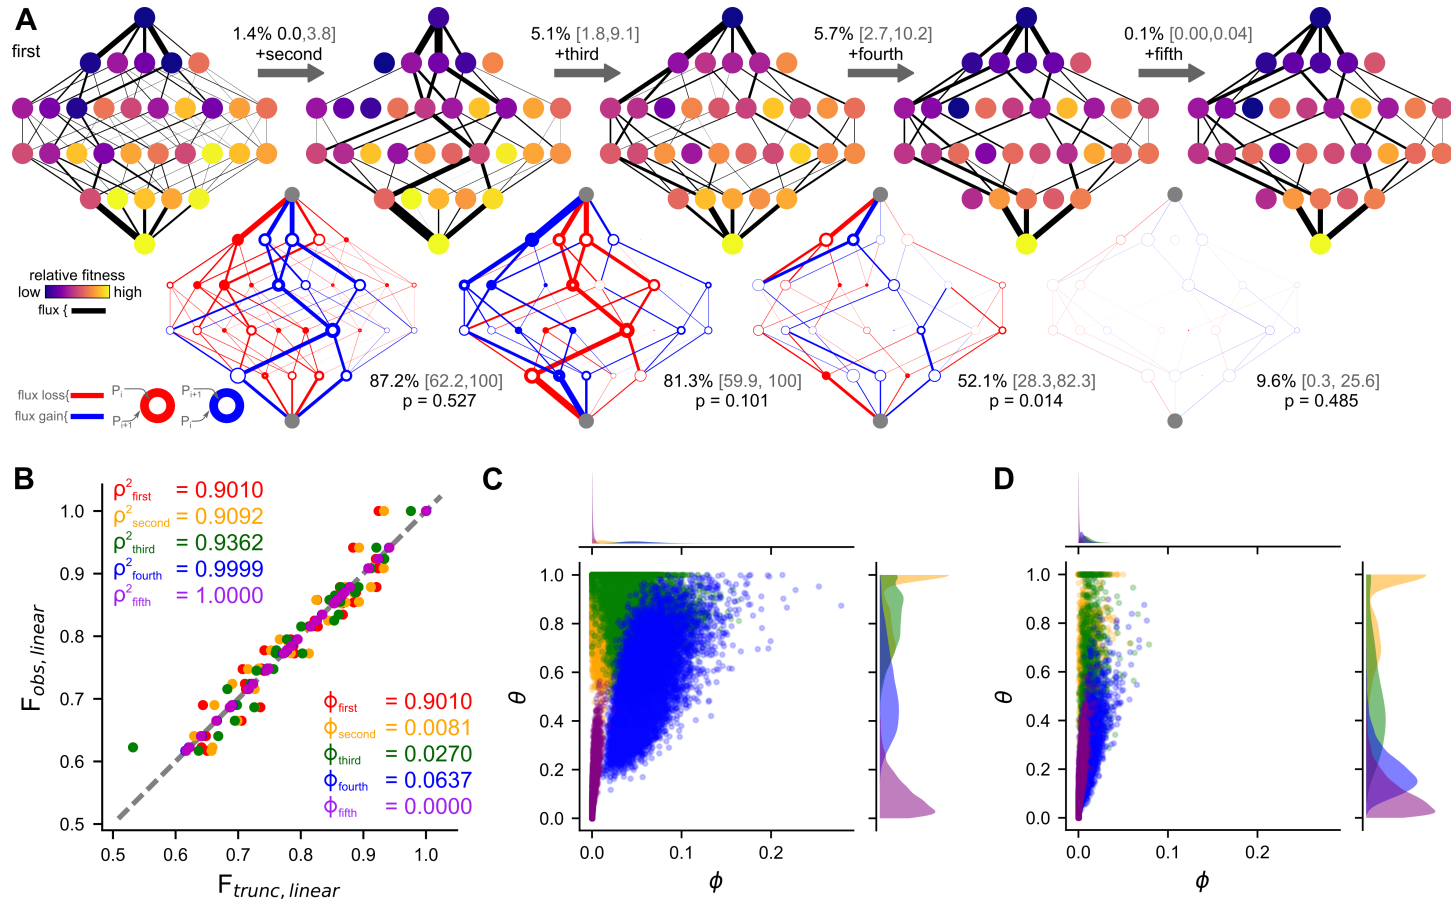 A
first
1.4% 0.0,3.8]
+second
5.1% [1.8,9.1]
+third
5.7% [2.7,10.2]
+fourth
0.1% [0.00,0.04]
+fifth
relative fitness
low high
flux {
flux loss{
flux gain{
Pi
Pi+1
Pi+1
Pi
87.2% [62.2,100]
p = 0.527
81.3% [59.9, 100]
p = 0.101
52.1% [28.3,82.3]
p = 0.014
9.6% [0.3, 25.6]
p = 0.485
B
ρ²first = 0.9010
ρ²second = 0.9092
ρ²third = 0.9362
ρ²fourth = 0.9999
ρ²fifth = 1.0000
ϕfirst = 0.9010
ϕsecond = 0.0081
ϕthird = 0.0270
ϕfourth = 0.0637
ϕfifth = 0.0000
Fobs, linear
1.0
0.9
0.8
0.7
0.6
0.5
0.5 0.6 0.7 0.8 0.9 1.0
Ftrunc, linear
C
θ
1.0
0.8
0.6
0.4
0.2
0.0
0.0 0.1 0.2
ϕ
D
θ
1.0
0.8
0.6
0.4
0.2
0.0
0.0 0.1 0.2
ϕ